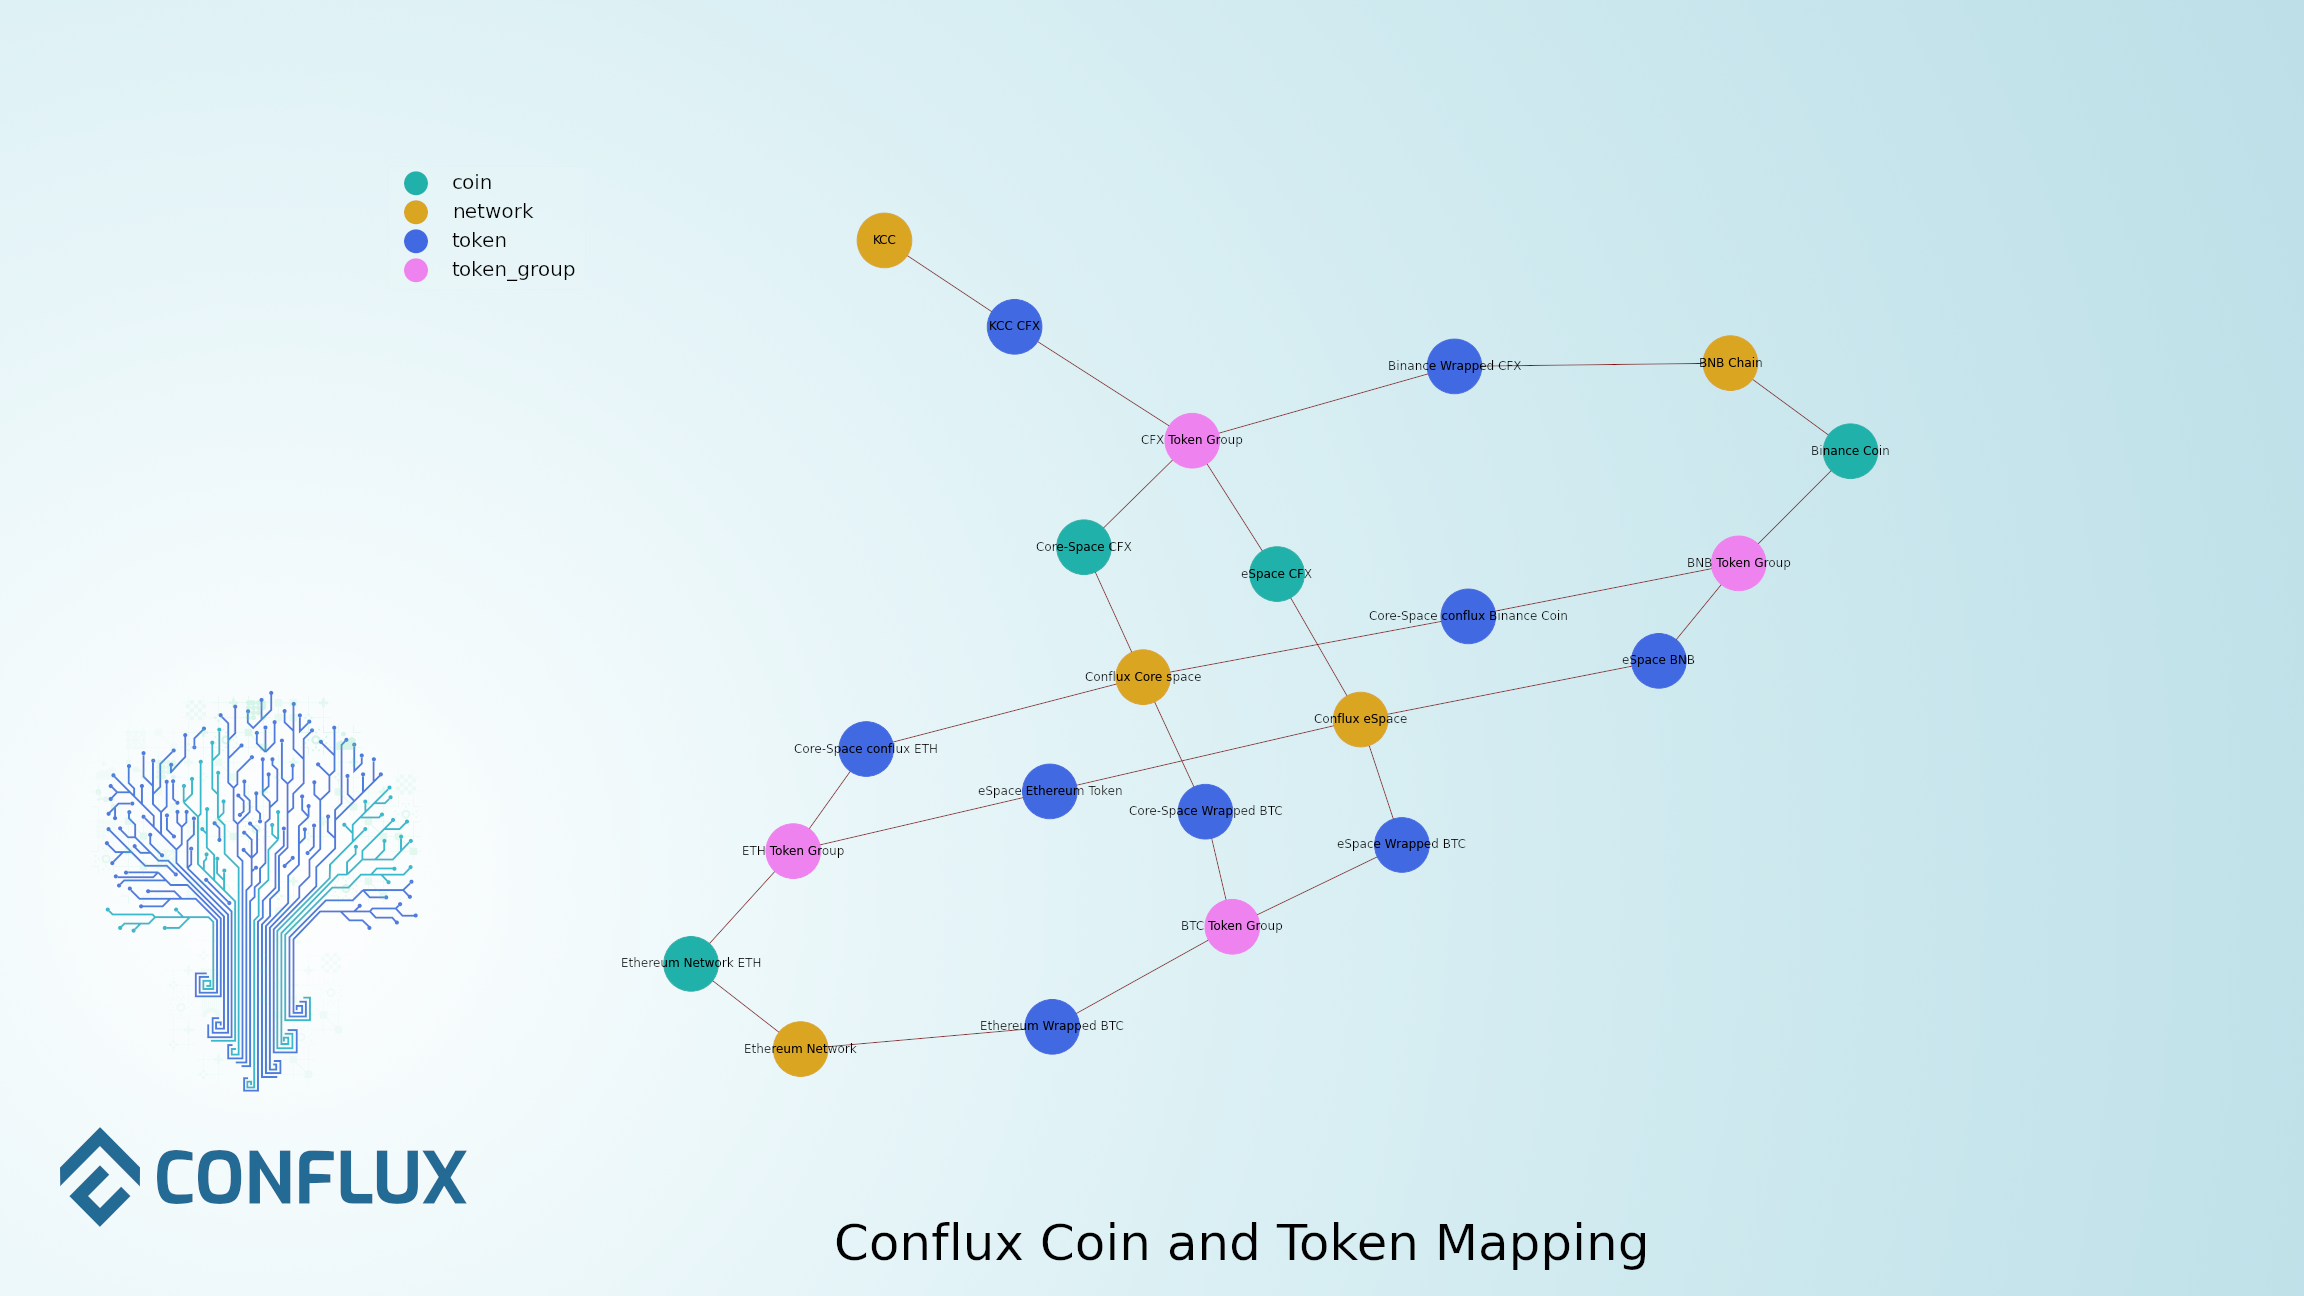 coin
network
token
token_group
KCC
KCC CFX
Binance Wrapped CFX
BNB Chain
CFX Token Group
Binance Coin
Core-Space CFX
eSpace CFX
BNB Token Group
Core-Space conflux Binance Coin
eSpace BNB
Conflux Core space
Conflux eSpace
Core-Space conflux ETH
eSpace Ethereum Token
Core-Space Wrapped BTC
eSpace Wrapped BTC
ETH Token Group
BTC Token Group
Ethereum Network ETH
Ethereum Wrapped BTC
Ethereum Network
CONFLUX
Conflux Coin and Token Mapping